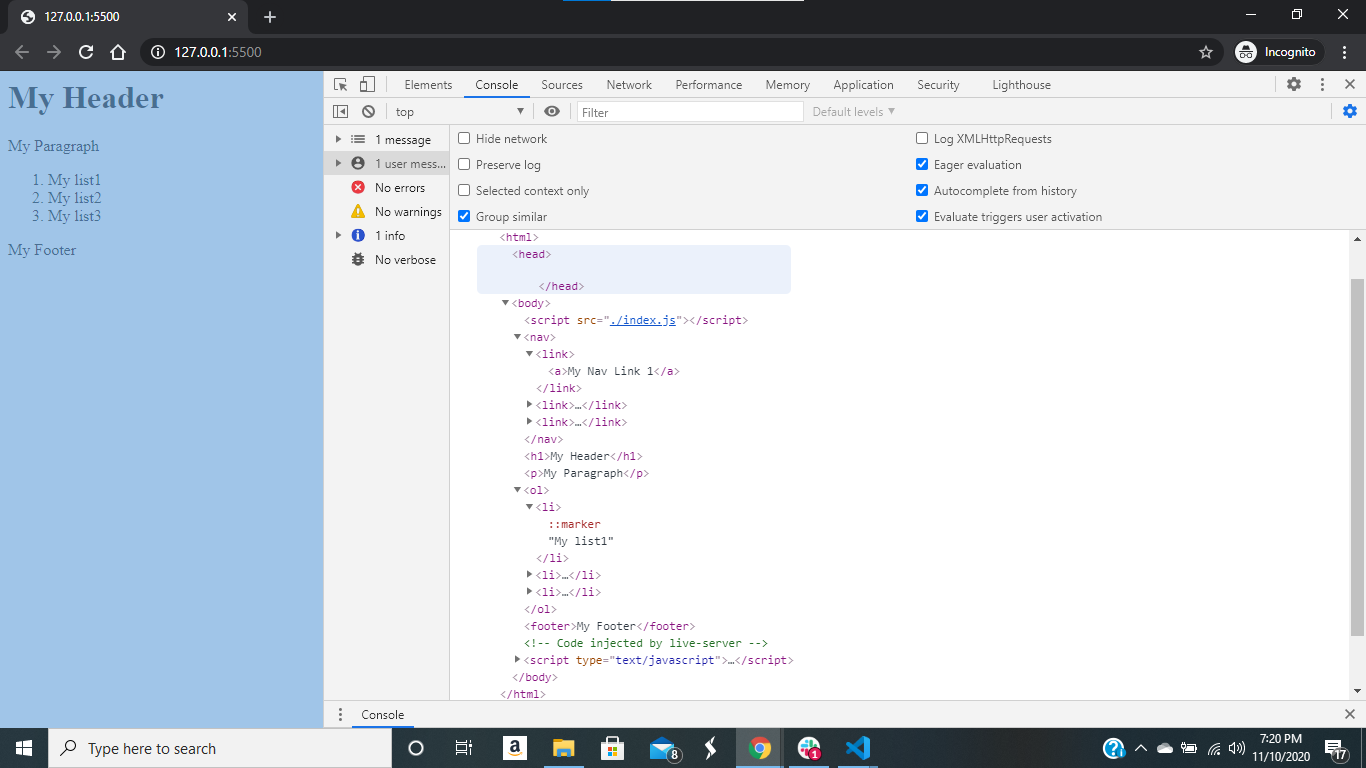 127.0.0.1:5500
127.0.0.1:5500
Incognito
My Header
My Paragraph
1. My list1
2. My list2
3. My list3
My Footer
Elements Console Sources Network Performance Memory Application Security Lighthouse
top Filter Default levels
1 message
1 user mess...
No errors
No warnings
1 info
No verbose
Hide network
Preserve log
Selected context only
Group similar
Log XMLHttpRequests
Eager evaluation
Autocomplete from history
Evaluate triggers user activation
<html>
<head>
</head>
<body>
<script src="./index.js"></script>
<nav>
<link>
<a>My Nav Link 1</a>
</link>
<link>…</link>
<link>…</link>
</nav>
<h1>My Header</h1>
<p>My Paragraph</p>
<ol>
<li>
::marker
"My list1"
</li>
<li>…</li>
<li>…</li>
</ol>
<footer>My Footer</footer>
<!-- Code injected by live-server -->
<script type="text/javascript">…</script>
</body>
</html>
Console
Type here to search
a
8
1
7:20 PM
11/10/2020
17